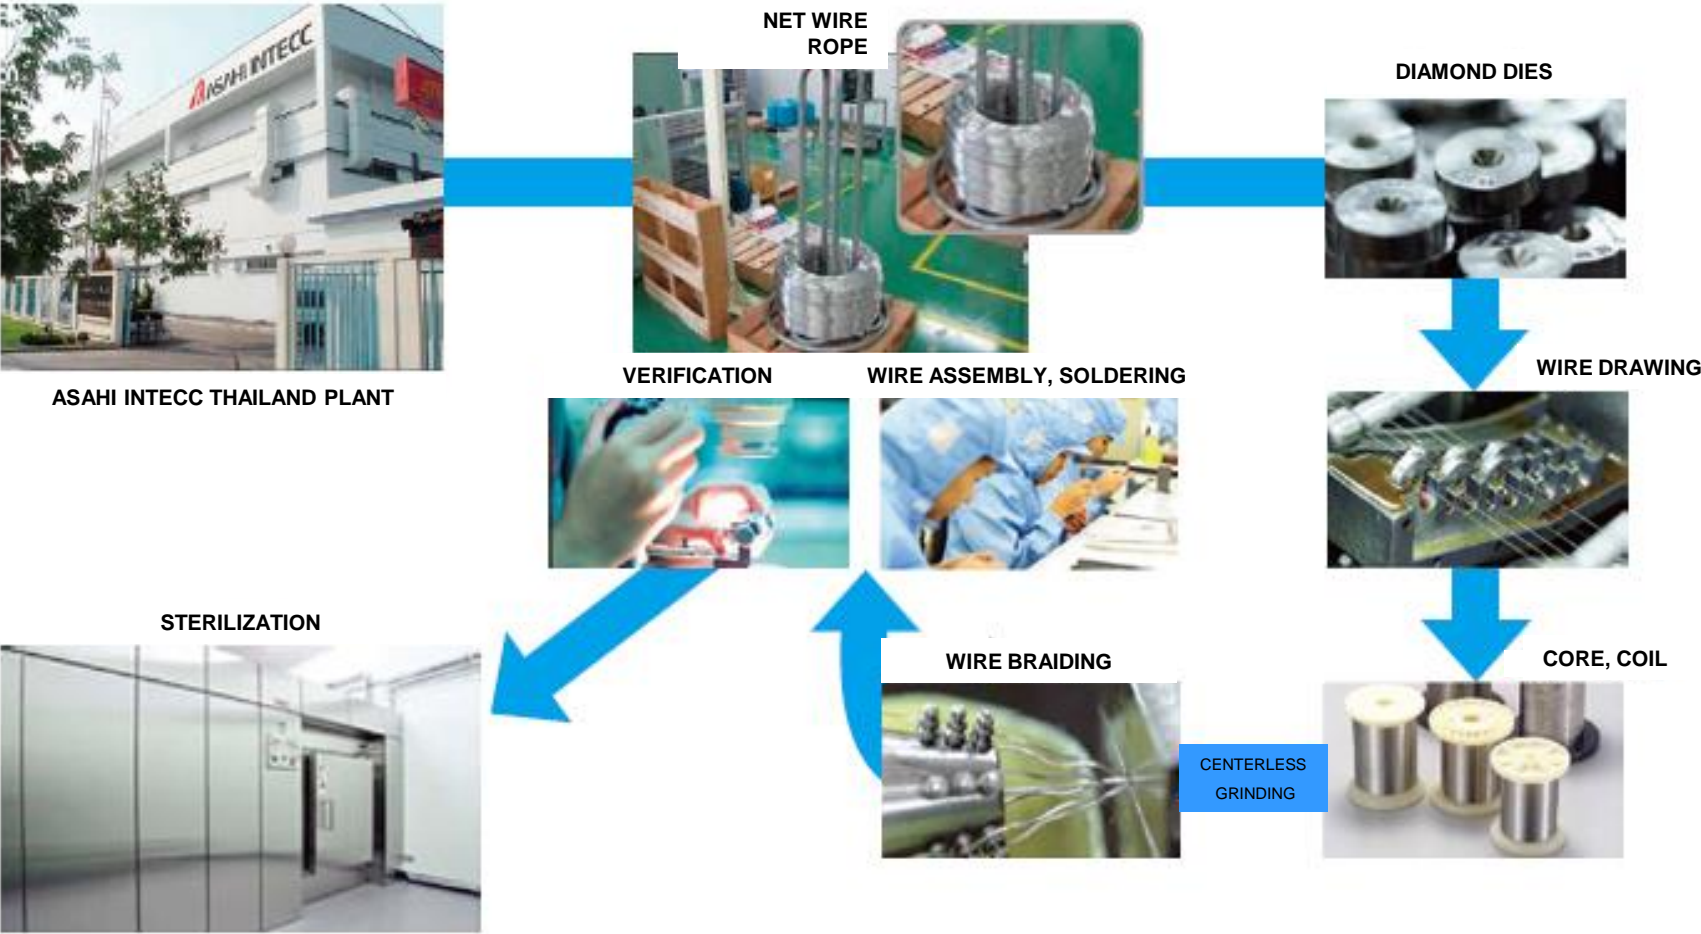 ASAHI INTECC
NET WIRE
ROPE
DIAMOND DIES
ASAHI INTECC THAILAND PLANT
VERIFICATION
WIRE ASSEMBLY, SOLDERING
WIRE DRAWING
STERILIZATION
WIRE BRAIDING
CORE, COIL
CENTERLESS
GRINDING